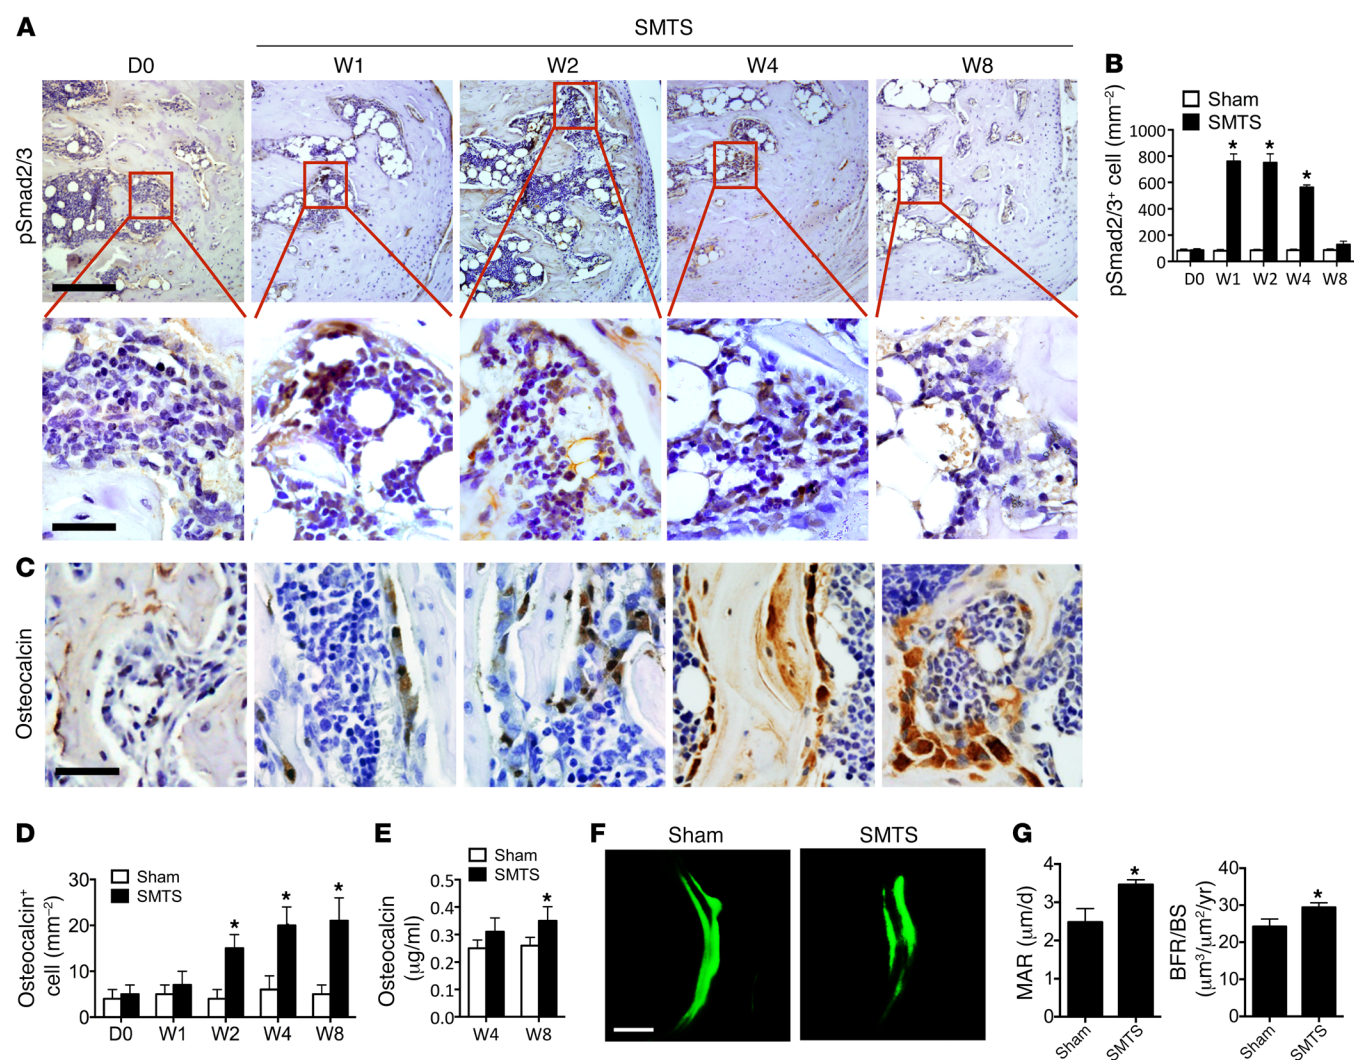 A
SMTS
D0 W1 W2 W4 W8
pSmad2/3
B
Sham
SMTS
pSmad2/3⁺ cell (mm⁻²)
1000
800
600
400
200
0
* * *
D0 W1 W2 W4 W8
C
Osteocalcin
D
Sham
SMTS
Osteocalcin⁺
cell (mm⁻²)
30
20
10
0
* * *
D0 W1 W2 W4 W8
E
Sham
SMTS
Osteocalcin
(µg/ml)
0.5
0.4
0.3
0.2
0.1
0.0
*
W4 W8
F
Sham SMTS
G
MAR (µm/d)
4
3
2
1
0
*
Sham SMTS
BFR/BS
(µm³/µm²/yr)
40
30
20
10
0
*
Sham SMTS